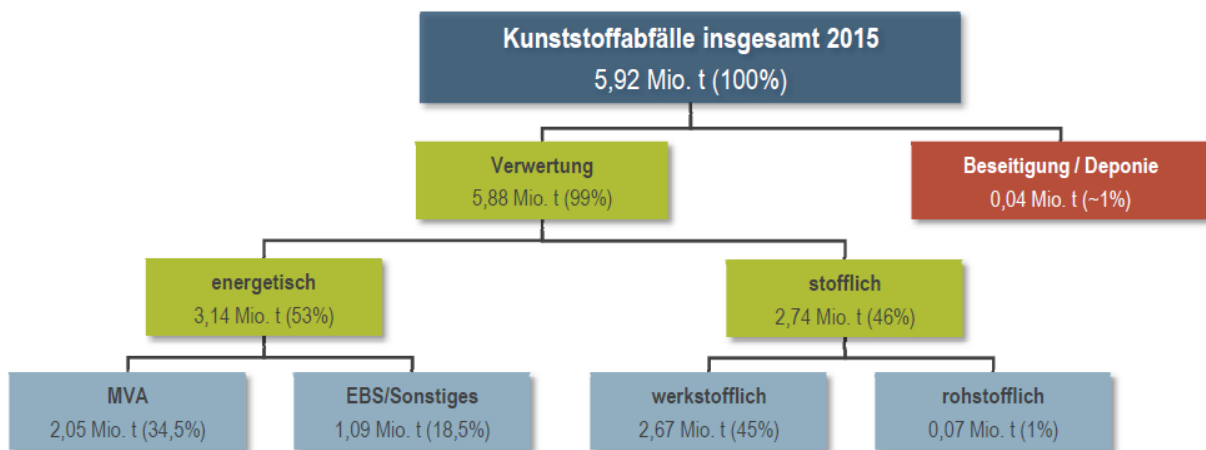 Kunststoffabfälle insgesamt 2015
5,92 Mio. t (100%)
Verwertung
5,88 Mio. t (99%)
Beseitigung / Deponie
0,04 Mio. t (~1%)
energetisch
3,14 Mio. t (53%)
stofflich
2,74 Mio. t (46%)
MVA
2,05 Mio. t (34,5%)
EBS/Sonstiges
1,09 Mio. t (18,5%)
werkstofflich
2,67 Mio. t (45%)
rohstofflich
0,07 Mio. t (1%)